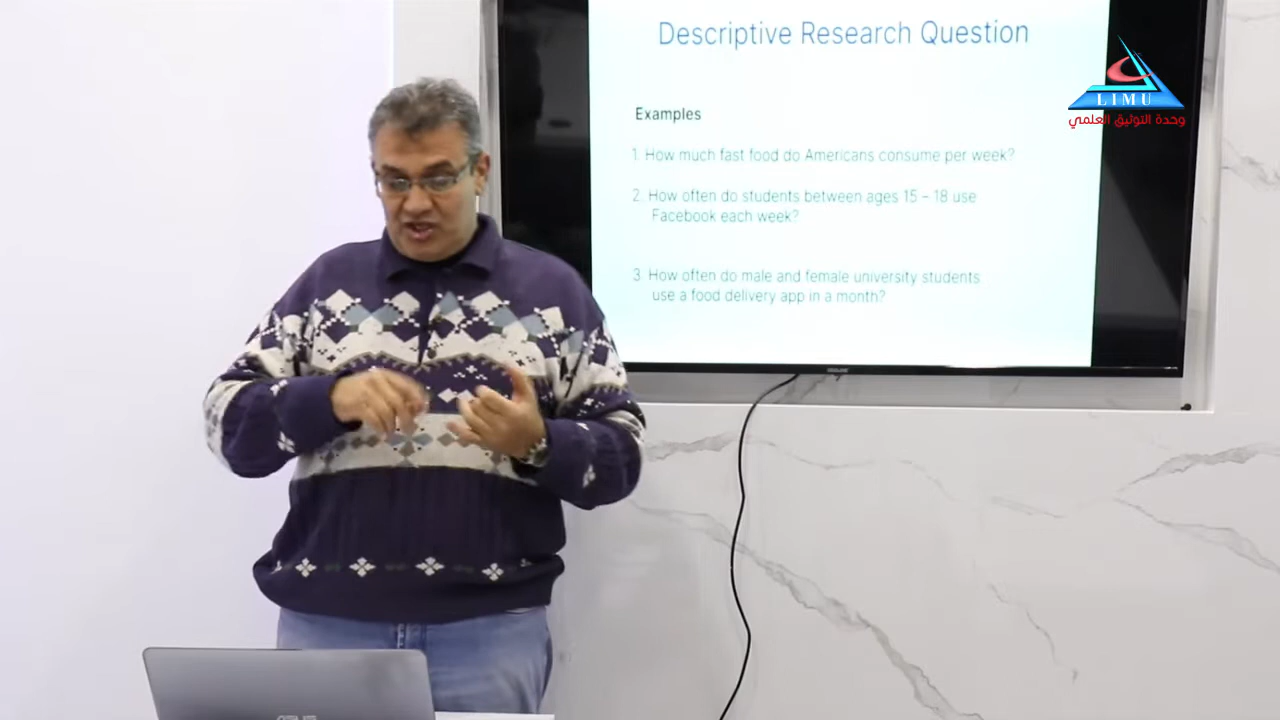 Descriptive Research Question
Examples
1. How much fast food do Americans consume per week?
2. How often do students between ages 15 – 18 use
Facebook each week?
3. How often do male and female university students
use a food delivery app in a month?
LIMU
وحدة التوثيق العلمي